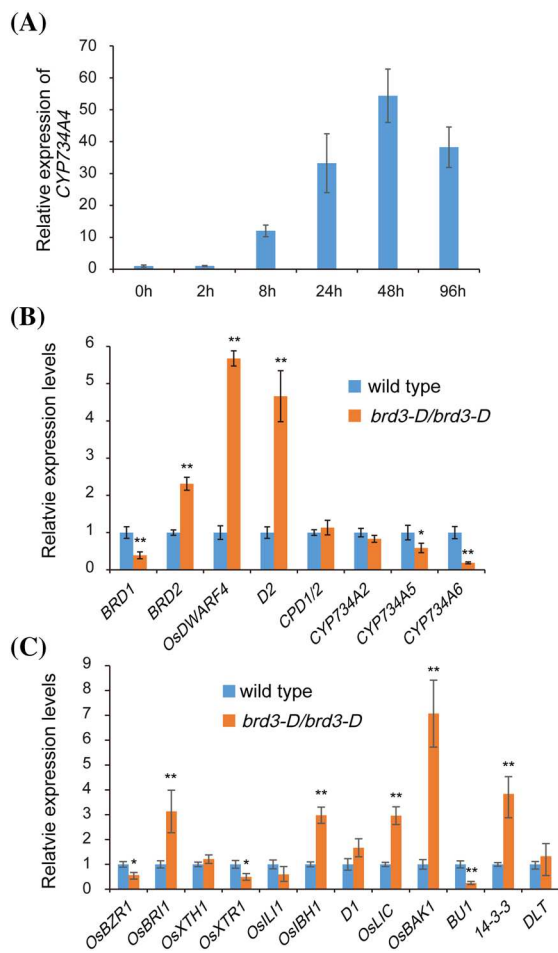 (A)
Relative expression of
CYP734A4
70
60
50
40
30
20
10
0
0h 2h 8h 24h 48h 96h
(B)
Relatvie expression levels
6
5
4
3
2
1
0
** ** ** ** * **
wild type
brd3-D/brd3-D
BRD1 BRD2 OsDWARF4 D2 CPD1/2 CYP734A2 CYP734A5 CYP734A6
(C)
Relatvie expression levels
9
8
7
6
5
4
3
2
1
0
* ** * ** ** ** ** **
wild type
brd3-D/brd3-D
OsBZR1 OsBRI1 OsXTH1 OsXTR1 OsILI1 OsIBH1 D1 OsLIC OsBAK1 BU1 14-3-3 DLT